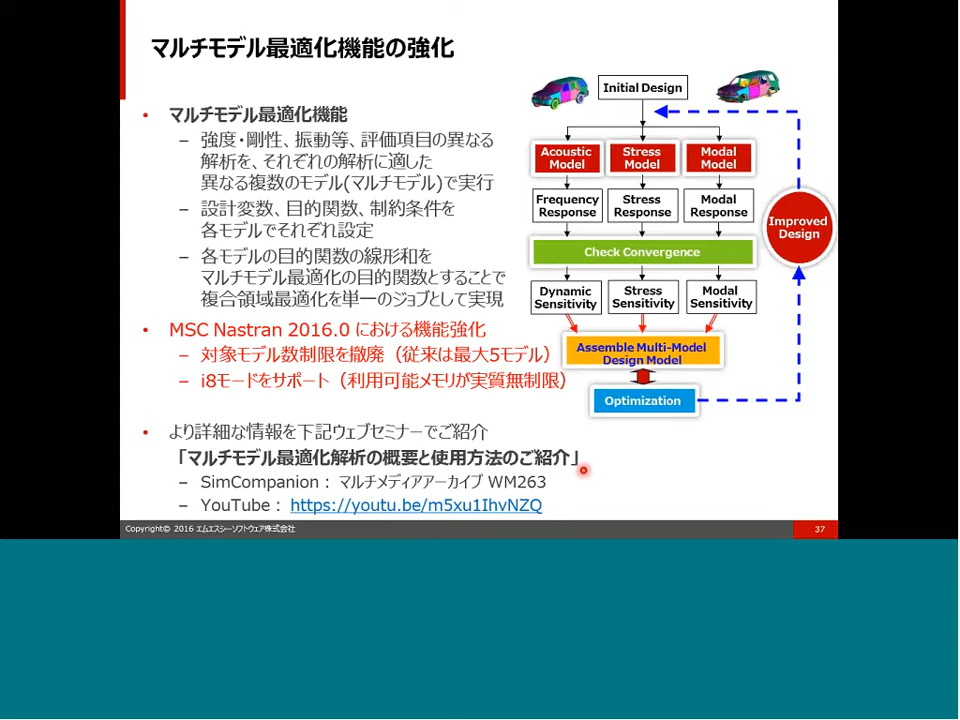 マルチモデル最適化機能の強化
• マルチモデル最適化機能
– 強度・剛性、振動等、評価項目の異なる
解析を、それぞれの解析に適した
異なる複数のモデル(マルチモデル)で実行
– 設計変数、目的関数、制約条件を
各モデルでそれぞれ設定
– 各モデルの目的関数の線形和を
マルチモデル最適化の目的関数とすることで
複合領域最適化を単一のジョブとして実現
• MSC Nastran 2016.0 における機能強化
– 対象モデル数制限を撤廃（従来は最大5モデル）
– i8モードをサポート（利用可能メモリが実質無制限）
• より詳細な情報を下記ウェブセミナーでご紹介
「マルチモデル最適化解析の概要と使用方法のご紹介」
– SimCompanion： マルチメディアアーカイブ WM263
– YouTube： https://youtu.be/m5xu1IhvNZQ
Initial Design
Acoustic
Model
Stress
Model
Modal
Model
Frequency
Response
Stress
Response
Modal
Response
Check Convergence
Dynamic
Sensitivity
Stress
Sensitivity
Modal
Sensitivity
Assemble Multi-Model
Design Model
Optimization
Improved
Design
Copyright© 2016 エムエスシーソフトウェア株式会社
37